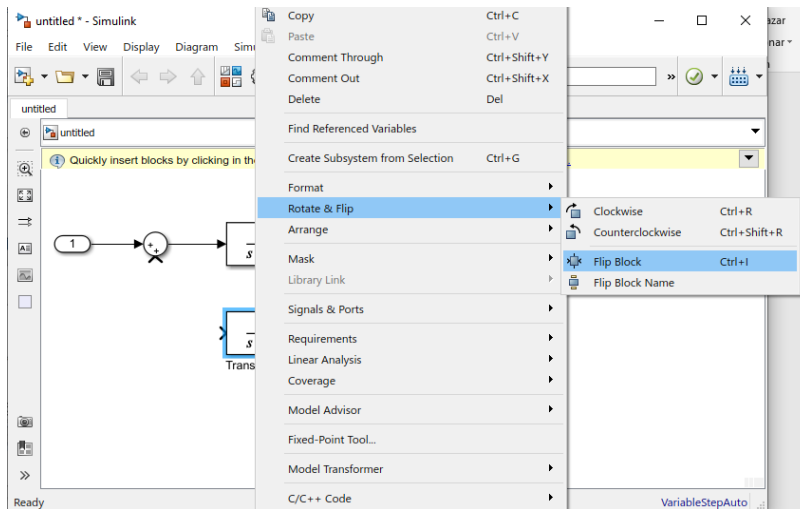 untitled * - Simulink
File Edit View Display Diagram Simu
untitled
untitled
Quickly insert blocks by clicking in the
1
s
s
Trans
Ready
VariableStepAuto
Copy Ctrl+C
Paste Ctrl+V
Comment Through Ctrl+Shift+Y
Comment Out Ctrl+Shift+X
Delete Del
Find Referenced Variables
Create Subsystem from Selection Ctrl+G
Format
Rotate & Flip
Arrange
Mask
Library Link
Signals & Ports
Requirements
Linear Analysis
Coverage
Model Advisor
Fixed-Point Tool...
Model Transformer
C/C++ Code
Clockwise Ctrl+R
Counterclockwise Ctrl+Shift+R
Flip Block Ctrl+I
Flip Block Name
»
azar
nar